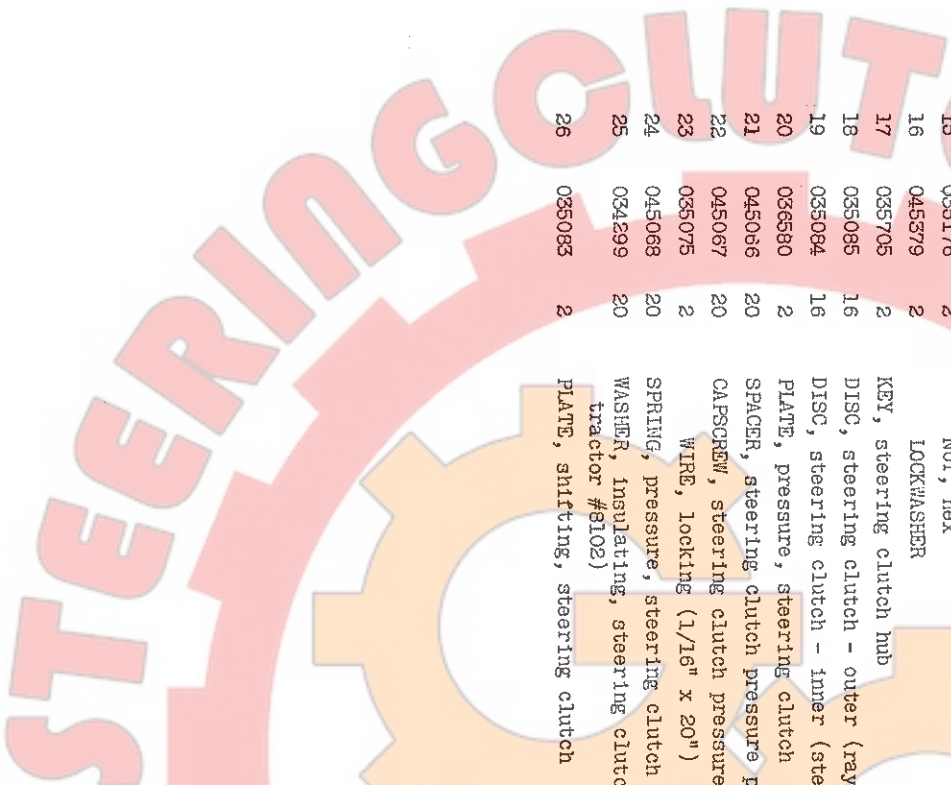 STEERINGCLUT
16 045379 2 LOCKWASHER
17 035705 2 KEY, steering clutch hub
18 035085 16 DISC, steering clutch - outer
19 035084 16 DISC, steering clutch - inner
20 036580 2 PLATE, pressure, steering clutch
21 045066 20 SPACER, steering clutch pressure
22 045067 20 CAPSCREW, steering clutch pressure
23 035075 2 WIRE, locking (1/16" x 20")
24 045068 20 SPRING, pressure, steering clutch
25 034299 20 WASHER, insulating, steering
tractor #8102)
26 035083 2 PLATE, shifting, steering clutch